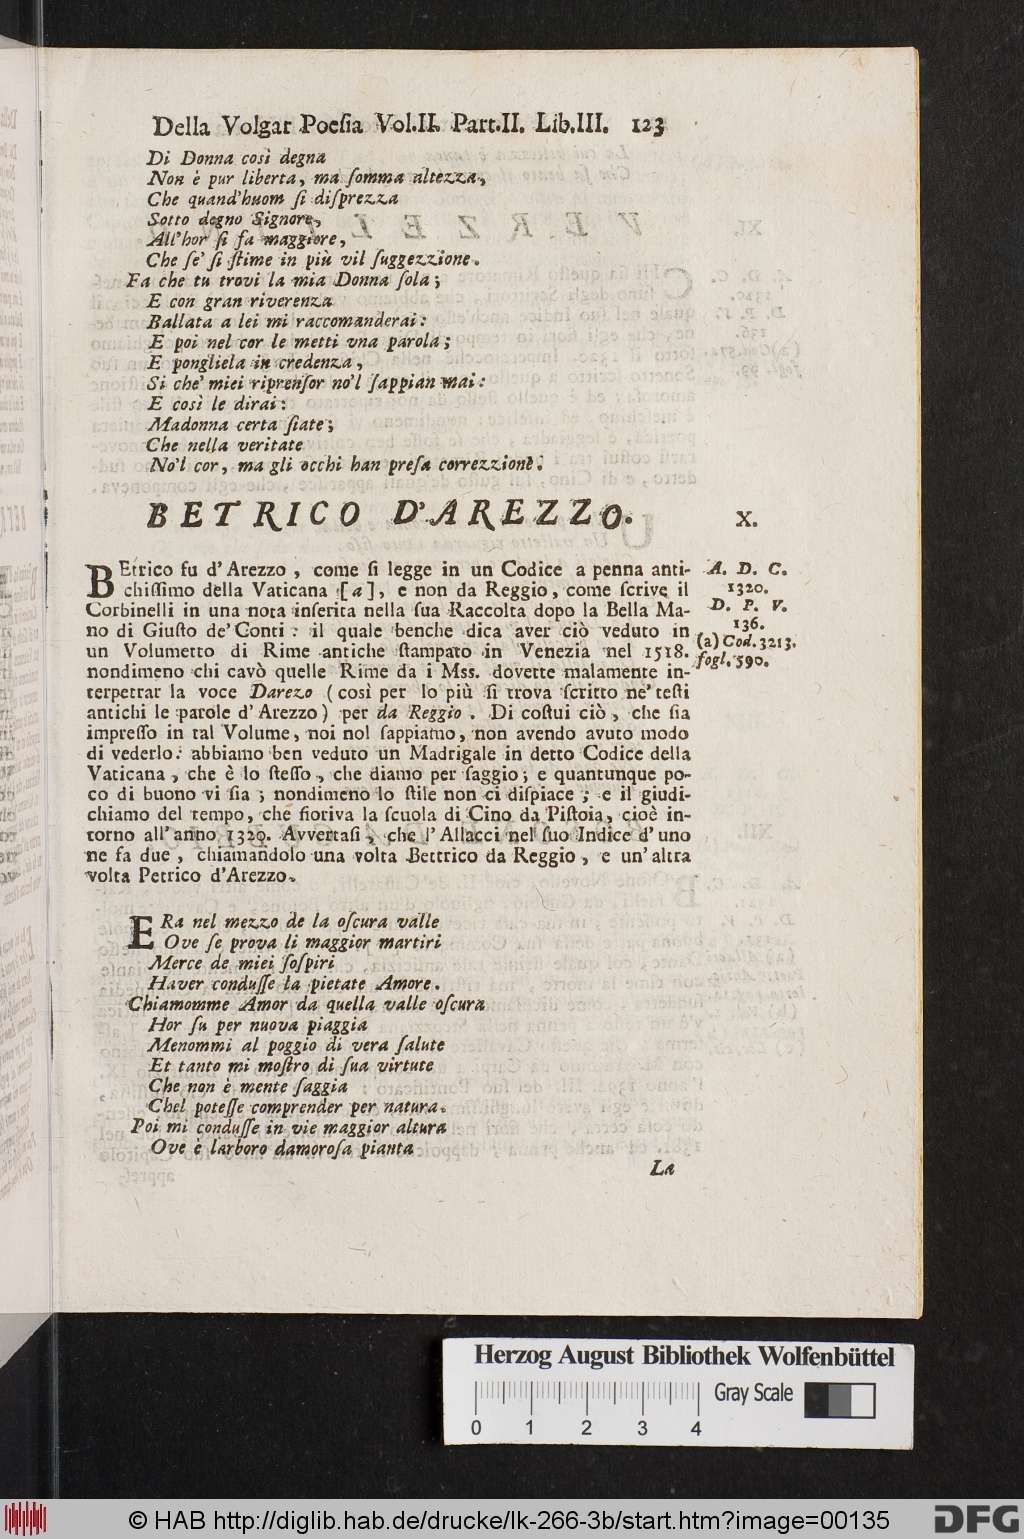 Della Volgar Poeſia Vol.II. Part.II. Lib.III. 123
Di Donna così degna
Non è pur liberta, ma ſomma altezza,
Che quand'huom ſi diſprezza
Sotto degno Signore,
All'hor ſi fa maggiore,
Che ſe' ſi ſtime in più vil ſuggezzione.
Fa che tu trovi la mia Donna ſola;
E con gran riverenza
Ballata a lei mi raccomanderai:
E poi nel cor le metti vna parola;
E pongliela in credenza,
Si che' miei riprenſor no'l ſappian mai:
E così le dirai:
Madonna certa ſiate;
Che nella veritate
No'l cor, ma gli occhi han preſa correzzione.
BETRICO D'AREZZO.
X.
BEtrico fu d'Arezzo, come ſi legge in un Codice a penna anti-
chiſſimo della Vaticana [a], e non da Reggio, come ſcrive il
Corbinelli in una nota inſerita nella ſua Raccolta dopo la Bella Ma-
no di Giuſto de' Conti: il quale benche dica aver ciò veduto in
un Volumetto di Rime antiche ſtampato in Venezia nel 1518.
nondimeno chi cavò quelle Rime da i Mss. dovette malamente in-
terpetrar la voce Darezo (così per lo più ſi trova ſcritto ne' teſti
antichi le parole d'Arezzo) per da Reggio. Di coſtui ciò, che ſia
impreſſo in tal Volume, noi nol ſappiamo, non avendo avuto modo
di vederlo: abbiamo ben veduto un Madrigale in detto Codice della
Vaticana, che è lo ſteſſo, che diamo per ſaggio; e quantunque po-
co di buono vi ſia; nondimeno lo ſtile non ci diſpiace; e il giudi-
chiamo del tempo, che fioriva la ſcuola di Cino da Piſtoia, cioè in-
torno all'anno 1320. Avvertaſi, che l'Allacci nel ſuo Indice d'uno
ne fa due, chiamandolo una volta Bettrico da Reggio, e un'altra
volta Petrico d'Arezzo.
A. D. C.
1320.
D. P. V.
136.
(a) Cod. 3213.
fogl. 590.
ERa nel mezzo de la oſcura valle
Ove ſe prova li maggior martiri
Merce de miei ſoſpiri
Haver conduſſe la pietate Amore.
Chiamomme Amor da quella valle oſcura
Hor ſu per nuova piaggia
Menommi al poggio di vera ſalute
Et tanto mi moſtro di ſua virtute
Che non è mente ſaggia
Chel poteſſe comprender per natura.
Poi mi conduſſe in vie maggior altura
Ove è larboro damoroſa pianta
La
Herzog August Bibliothek Wolfenbüttel
Gray Scale
0 1 2 3 4
© HAB http://diglib.hab.de/drucke/lk-266-3b/start.htm?image=00135
DFG